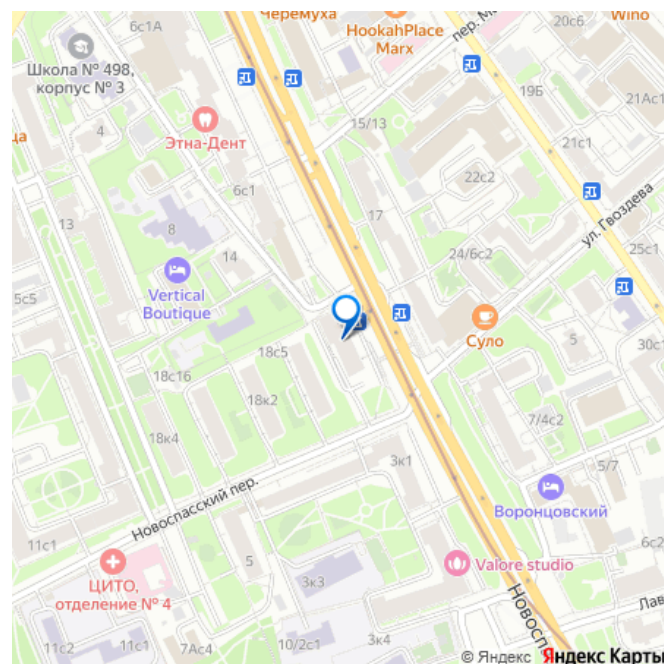 Черемуха
6с1А
HookahPlace
Marx
20с6
Wino
Школа № 498,
корпус № 3
19Б
21Ас1
4
Этна-Дент
15/13
21с1
6с1
22с2
ул. Гвоздева
13
17
8
14
24/6с2
25с1
Vertical
Boutique
5с5
Суло
5
30с1
18с5
18с16
18к2
7/4с2
18к4
3к1
5/7
Новоспасский пер.
Воронцовский
11с1
6с2
5
Valore studio
ЦИТО,
отделение № 4
3к3
11с2
11с1
7Ас4
10/2с1
3к4
© Яндекс
Яндекс Карты